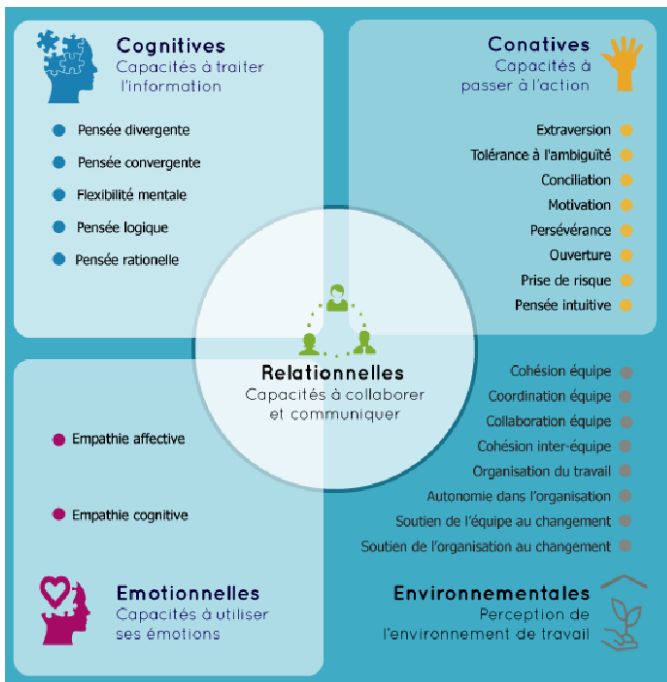 Cognitives
Capacités à traiter
l'information
Pensée divergente
Pensée convergente
Flexibilité mentale
Pensée logique
Pensée rationelle
Conatives
Capacités à
passer à l'action
Extraversion
Tolérance à l'ambiguïté
Conciliation
Motivation
Persévérance
Ouverture
Prise de risque
Pensée intuitive
Relationnelles
Capacités à collaborer
et communiquer
Empathie affective
Empathie cognitive
Emotionnelles
Capacités à utiliser
ses émotions
Cohésion équipe
Coordination équipe
Collaboration équipe
Cohésion inter-équipe
Organisation du travail
Autonomie dans l'organisation
Soutien de l'équipe au changement
Soutien de l'organisation au changement
Environnementales
Perception de
l'environnement de travail